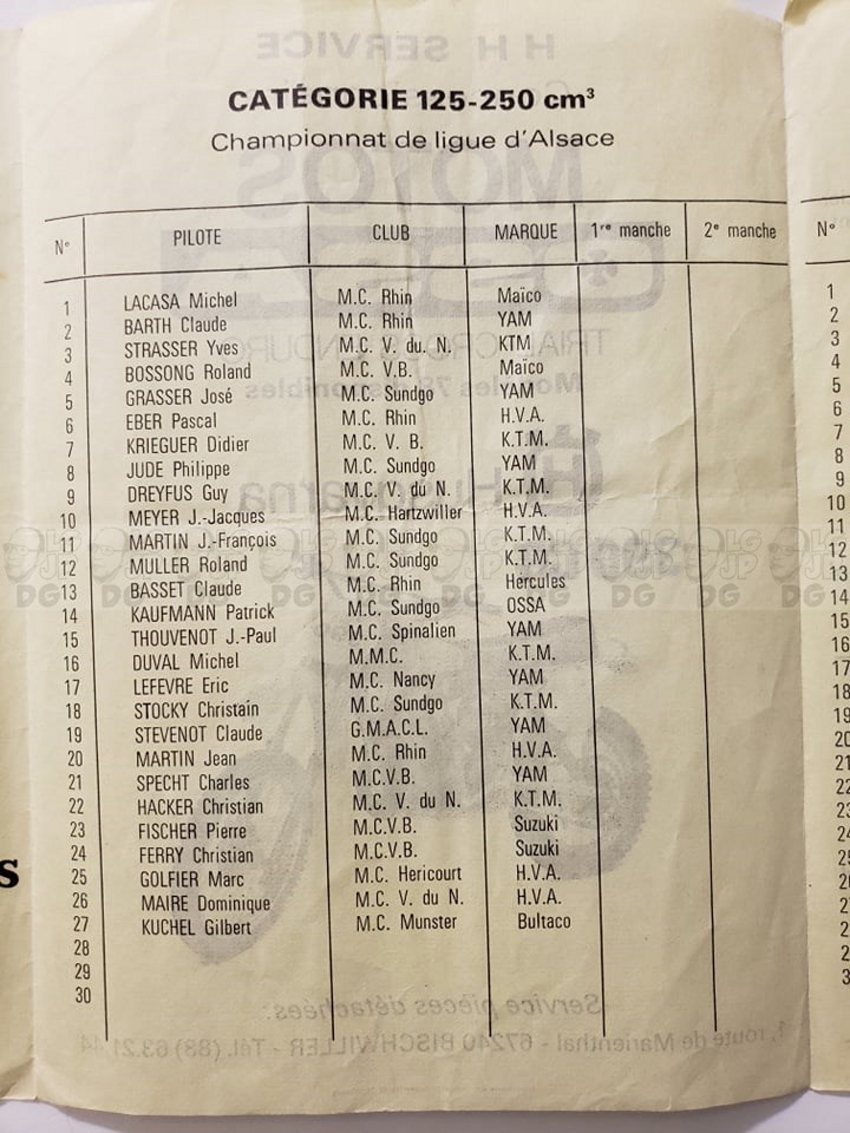 CATÉGORIE 125-250 cm³
Championnat de ligue d'Alsace
N° PILOTE CLUB MARQUE 1re manche 2e manche N°
1 LACASA Michel M.C. Rhin Maïco 1
2 BARTH Claude M.C. Rhin YAM 2
3 STRASSER Yves M.C. V. du. N. KTM 3
4 BOSSONG Roland M.C. V.B. Maïco 4
5 GRASSER José M.C. Sundgo YAM 5
6 EBER Pascal M.C. Rhin H.V.A. 6
7 KRIEGUER Didier M.C. V. B. K.T.M. 7
8 JUDE Philippe M.C. Sundgo YAM 8
9 DREYFUS Guy M.C. V. du N. K.T.M. 9
10 MEYER J.-Jacques M.C. Hartzwiller H.V.A. 10
11 MARTIN J.-François M.C. Sundgo K.T.M. 11
12 MULLER Roland M.C. Sundgo K.T.M. 12
13 BASSET Claude M.C. Rhin Hercules 13
14 KAUFMANN Patrick M.C. Sundgo OSSA 14
15 THOUVENOT J.-Paul M.C. Spinalien YAM 15
16 DUVAL Michel M.M.C. K.T.M. 16
17 LEFEVRE Eric M.C. Nancy YAM 17
18 STOCKY Christain M.C. Sundgo K.T.M. 18
19 STEVENOT Claude G.M.A.C.L. YAM 19
20 MARTIN Jean M.C. Rhin H.V.A. 20
21 SPECHT Charles M.C.V.B. YAM 21
22 HACKER Christian M.C. V. du N. K.T.M.
23 FISCHER Pierre M.C.V.B. Suzuki
24 FERRY Christian M.C.V.B. Suzuki
25 GOLFIER Marc M.C. Hericourt H.V.A.
26 MAIRE Dominique M.C. V. du N. H.V.A.
27 KUCHEL Gilbert M.C. Munster Bultaco
28
29
30
s